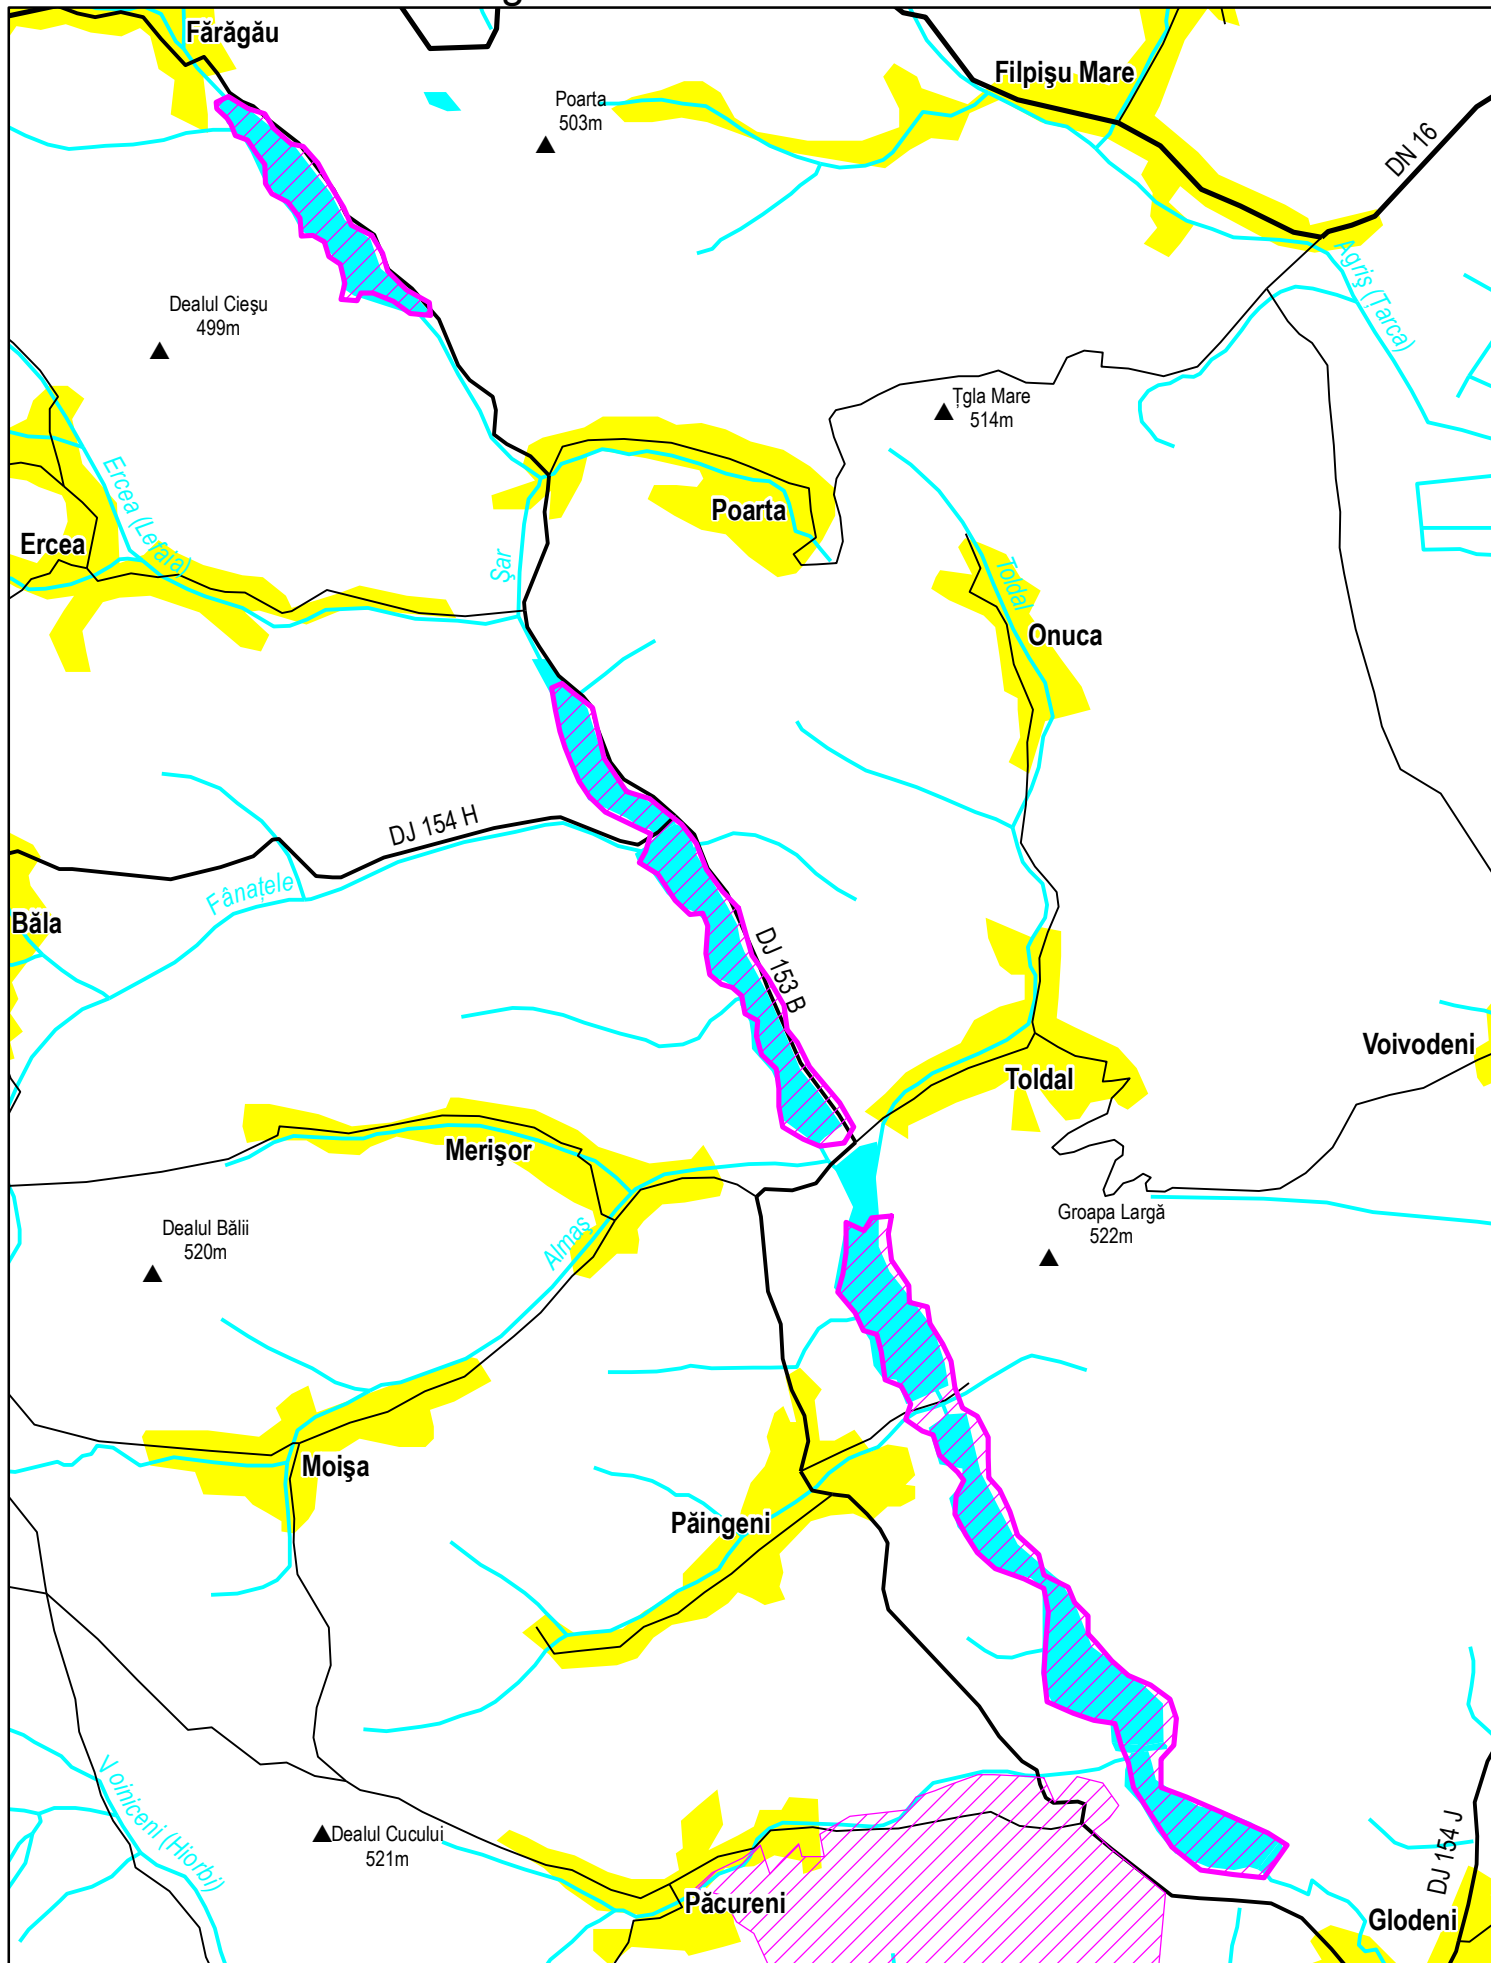 Fărăgău
Filpişu Mare
Poarta
503m
DN 16
Agriş (Ţarca)
Dealul Cieşu
499m
Ţgla Mare
514m
Ercea (Lefaia)
Poarta
Ercea
Şar
Toldal
Onuca
DJ 154 H
Fânaţele
Băla
DJ 153 B
Voivodeni
Toldal
Merişor
Almaş
Groapa Largă
522m
Dealul Bălii
520m
Moişa
Păingeni
Voiniceni (Hiorbi)
Dealul Cucului
521m
DJ 154 J
Păcureni
Glodeni